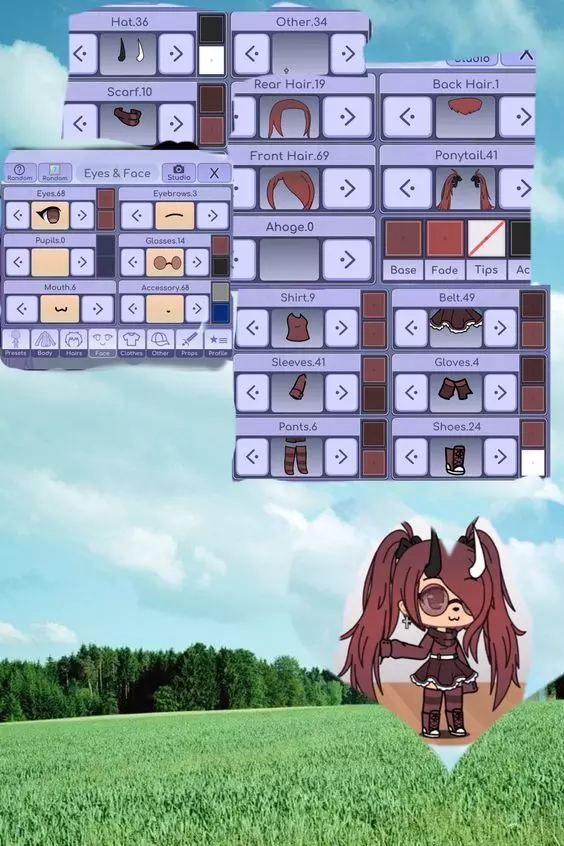 Hat.36
Other.34
Studio
X
Scarf.10
Rear Hair.19
Back Hair.1
Random
Random
Eyes & Face
Studio
X
Front Hair.69
Ponytail.41
Eyes.68
Eyebrows.3
Ahoge.0
Pupils.0
Glasses.14
Base
Fade
Tips
Ac
Mouth.6
Accessory.68
Shirt.9
Belt.49
Presets
Body
Hairs
Face
Clothes
Other
Props
Profile
Sleeves.41
Gloves.4
Pants.6
Shoes.24